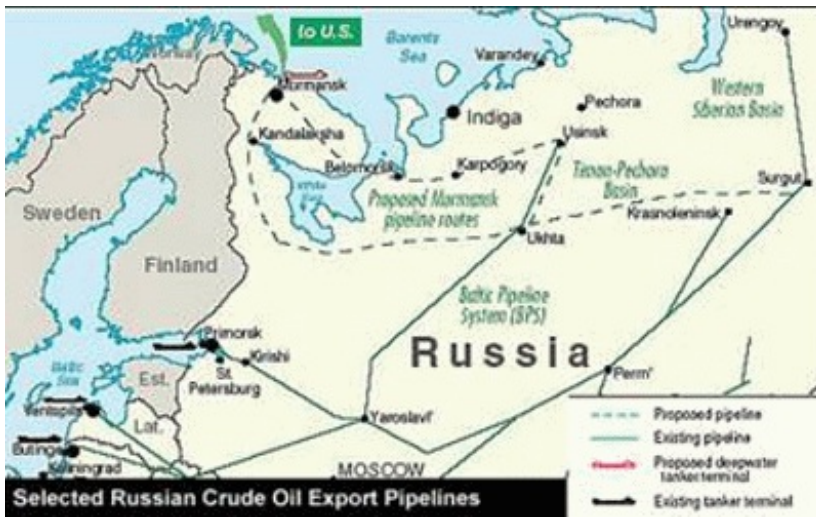 to U.S.
Norway
Barents
Sea
Varandey
Urengoy
Murmansk
Western
Siberian Basin
Pechora
Indiga
Kandalaksha
Usinsk
Belomorsk
Karpogory
Timan-Pechora
Basin
Surgut
White
Sea
Proposed Murmansk
pipeline routes
Krasnoleninsk
Sweden
Ukhta
Finland
Baltic Pipeline
System (BPS)
Primorsk
Russia
Kirishi
St.
Petersburg
Baltic
Sea
Est.
Perm'
Ventspils
Lat.
Yaroslavl'
Butinge
Kaliningrad
MOSCOW
Proposed pipeline
Existing pipeline
Proposed deepwater
tanker terminal
Existing tanker terminal
Selected Russian Crude Oil Export Pipelines